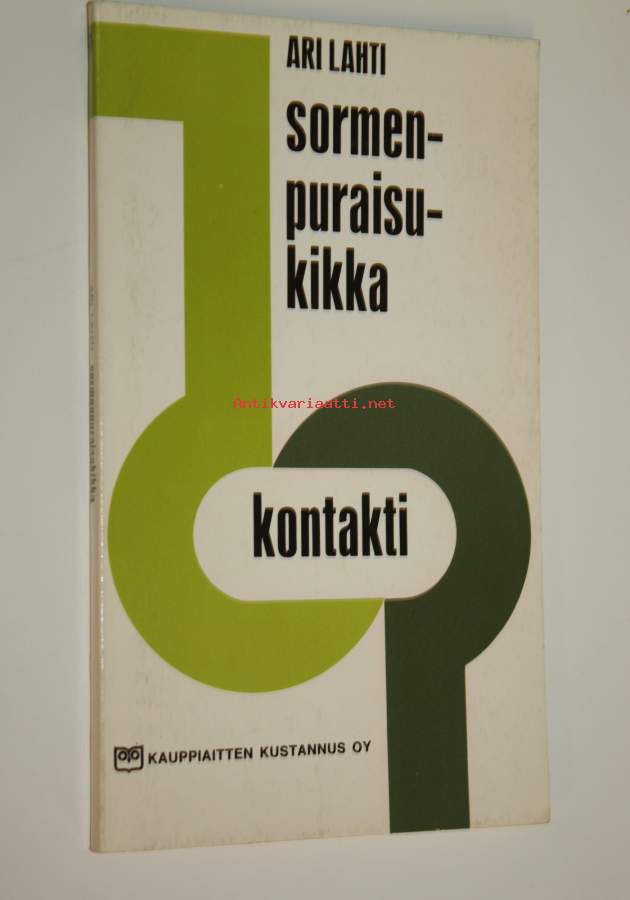 ARI LAHTI
sormen-
puraisu-
kikka
Antikvariaatti.net
kontakti
KAUPPIAITTEN KUSTANNUS OY